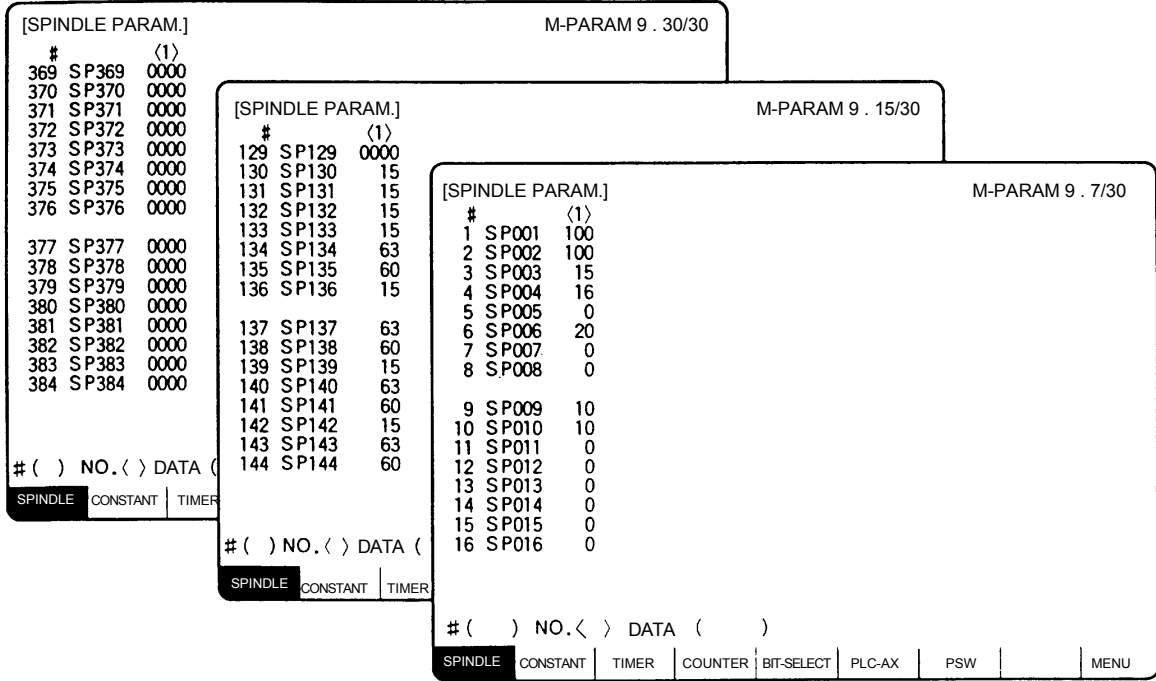 [SPINDLE PARAM.] M-PARAM 9 . 30/30
# 〈1〉
369 SP369 0000
370 SP370 0000
371 SP371 0000
372 SP372 0000
373 SP373 0000
374 SP374 0000
375 SP375 0000
376 SP376 0000
377 SP377 0000
378 SP378 0000
379 SP379 0000
380 SP380 0000
381 SP381 0000
382 SP382 0000
383 SP383 0000
384 SP384 0000
#( ) NO.〈 〉 DATA (
SPINDLE CONSTANT TIMER
[SPINDLE PARAM.] M-PARAM 9 . 15/30
# 〈1〉
129 SP129 0000
130 SP130 15
131 SP131 15
132 SP132 15
133 SP133 15
134 SP134 63
135 SP135 60
136 SP136 15
137 SP137 63
138 SP138 60
139 SP139 15
140 SP140 63
141 SP141 60
142 SP142 15
143 SP143 63
144 SP144 60
#( ) NO.〈 〉 DATA (
SPINDLE CONSTANT TIMER
[SPINDLE PARAM.] M-PARAM 9 . 7/30
# 〈1〉
1 SP001 100
2 SP002 100
3 SP003 15
4 SP004 16
5 SP005 0
6 SP006 20
7 SP007 0
8 SP008 0
9 SP009 10
10 SP010 10
11 SP011 0
12 SP012 0
13 SP013 0
14 SP014 0
15 SP015 0
16 SP016 0
#( ) NO.〈 〉 DATA ( )
SPINDLE CONSTANT TIMER COUNTER BIT-SELECT PLC-AX PSW MENU